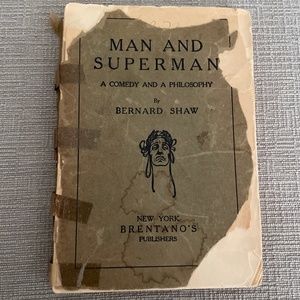 MAN AND
SUPERMAN
A COMEDY AND A PHILOSOPHY
By
BERNARD SHAW
NEW YORK
BRENTANO'S
PUBLISHERS